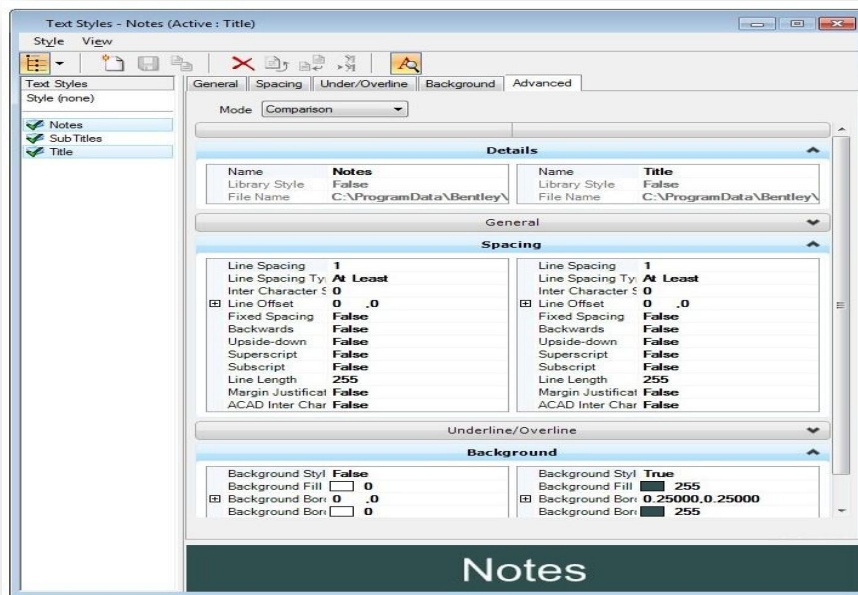 Text Styles - Notes (Active : Title)
Style View
Text Styles
Style (none)
Notes
SubTitles
Title
General Spacing Under/Overline Background Advanced
Mode Comparison
Details
Name Notes Name Title
Library Style False Library Style False
File Name C:\ProgramData\Bentley\ File Name C:\ProgramData\Bentley\
General
Spacing
Line Spacing 1 Line Spacing 1
Line Spacing Ty At Least Line Spacing Ty At Least
Inter Character S 0 Inter Character S 0
Line Offset 0 .0 Line Offset 0 .0
Fixed Spacing False Fixed Spacing False
Backwards False Backwards False
Upside-down False Upside-down False
Superscript False Superscript False
Subscript False Subscript False
Line Length 255 Line Length 255
Margin Justificat False Margin Justificat False
ACAD Inter Char False ACAD Inter Char False
Underline/Overline
Background
Background Styl False Background Styl True
Background Fill 0 Background Fill 255
Background Bor 0 .0 Background Bor 0.25000,0.25000
Background Bor 0 Background Bor 255
Notes